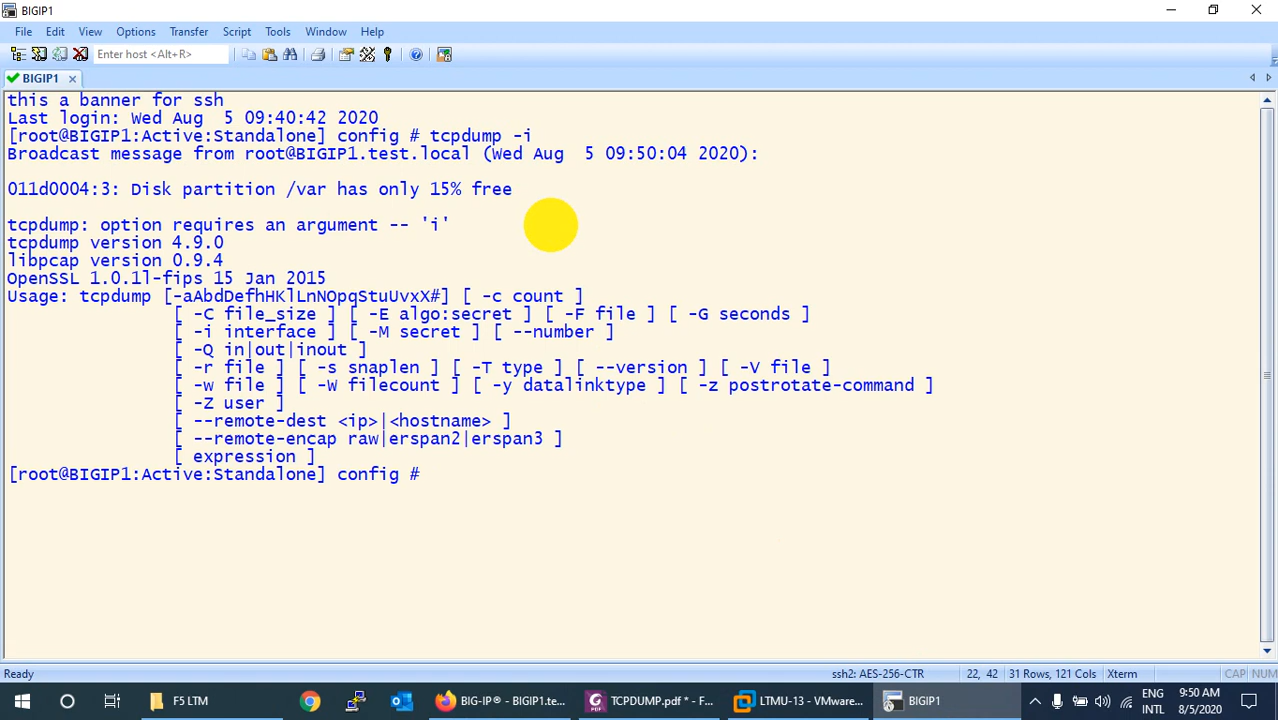 BIGIP1
File Edit View Options Transfer Script Tools Window Help
Enter host <Alt+R>
BIGIP1
this a banner for ssh
Last login: Wed Aug  5 09:40:42 2020
[root@BIGIP1:Active:Standalone] config # tcpdump -i
Broadcast message from root@BIGIP1.test.local (Wed Aug  5 09:50:04 2020):
011d0004:3: Disk partition /var has only 15% free
tcpdump: option requires an argument -- 'i'
tcpdump version 4.9.0
libpcap version 0.9.4
OpenSSL 1.0.1l-fips 15 Jan 2015
Usage: tcpdump [-aAbdDefhHKlLnNOpqStuUvxX#] [ -c count ]
[ -C file_size ] [ -E algo:secret ] [ -F file ] [ -G seconds ]
[ -i interface ] [ -M secret ] [ --number ]
[ -Q in|out|inout ]
[ -r file ] [ -s snaplen ] [ -T type ] [ --version ] [ -V file ]
[ -w file ] [ -W filecount ] [ -y datalinktype ] [ -z postrotate-command ]
[ -Z user ]
[ --remote-dest <ip>|<hostname> ]
[ --remote-encap raw|erspan2|erspan3 ]
[ expression ]
[root@BIGIP1:Active:Standalone] config #
Ready ssh2: AES-256-CTR 22, 42 31 Rows, 121 Cols Xterm CAP NUM
F5 LTM BIG-IP® - BIGIP1.te... TCPDUMP.pdf * - F... LTMU-13 - VMware... BIGIP1 ENG 9:50 AM
INTL 8/5/2020